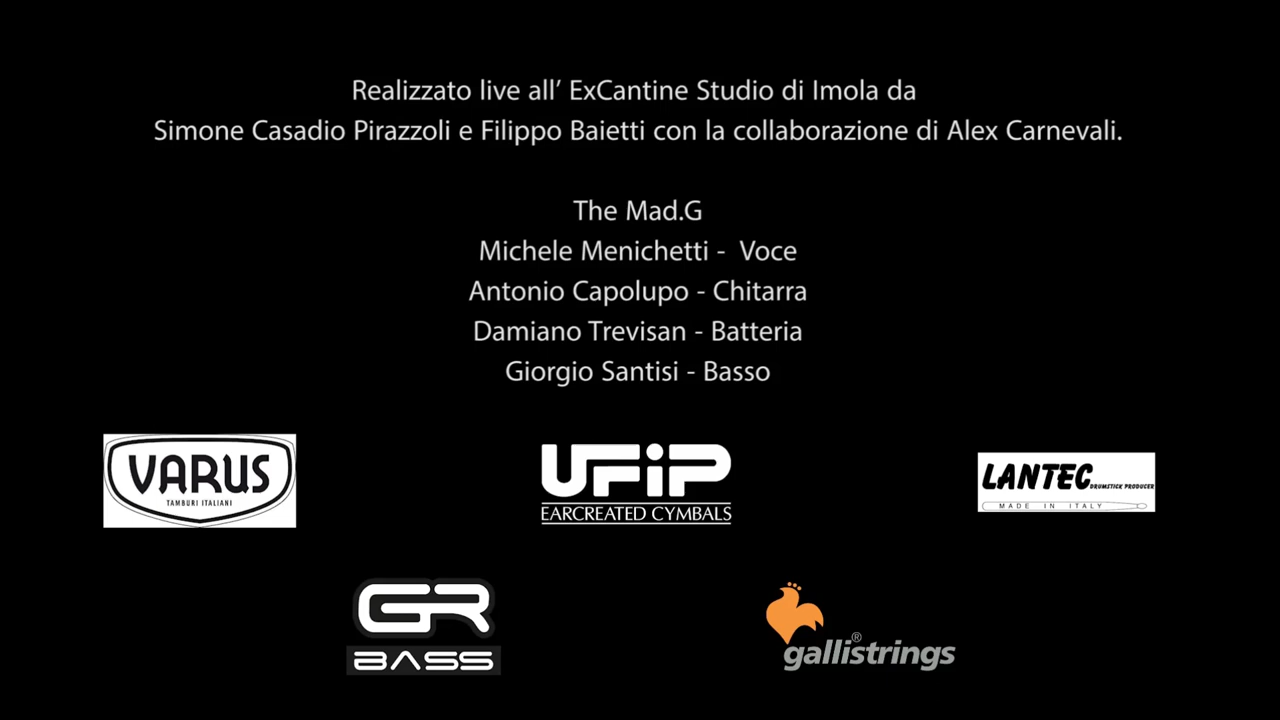 Realizzato live all’ ExCantine Studio di Imola da
Simone Casadio Pirazzoli e Filippo Baietti con la collaborazione di Alex Carnevali.
The Mad.G
Michele Menichetti - Voce
Antonio Capolupo - Chitarra
Damiano Trevisan - Batteria
Giorgio Santisi - Basso
VARUS
TAMBURI ITALIANI
UFiP
EARCREATED CYMBALS
LANTEC DRUMSTICK PRODUCER
MADE IN ITALY
GR
BASS
gallistrings®